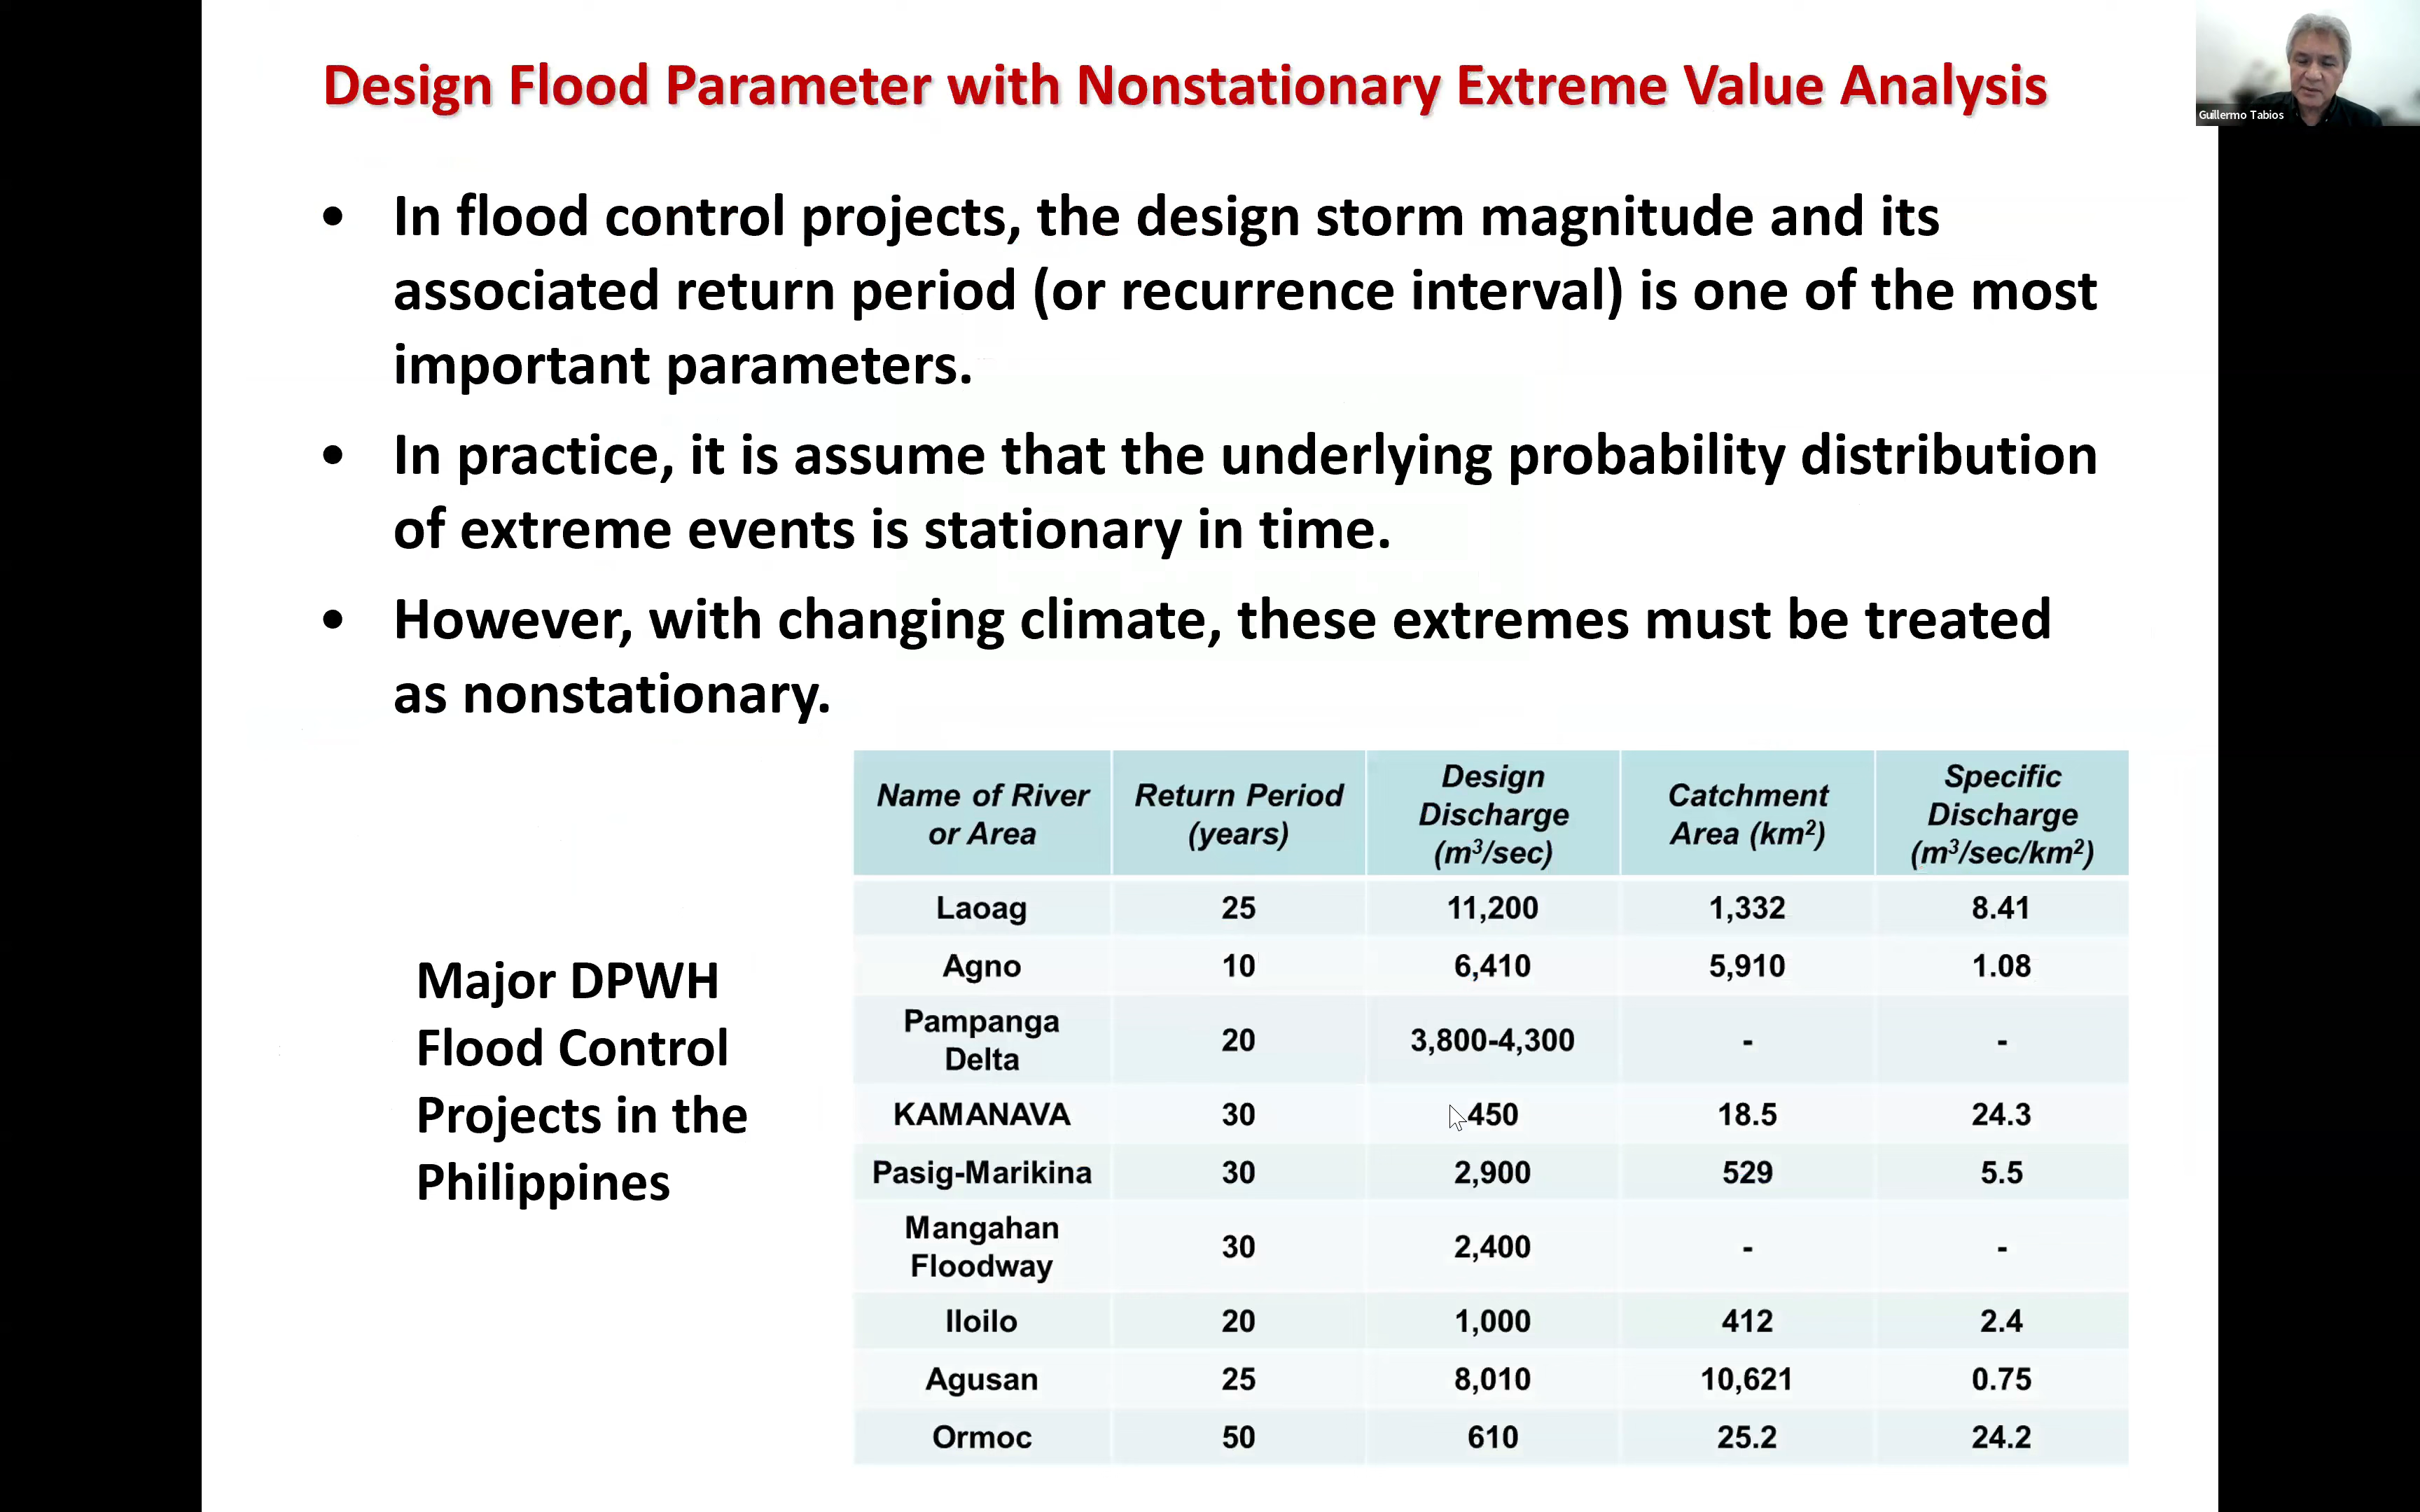 Design Flood Parameter with Nonstationary Extreme Value Analysis
Guillermo Tabios
• In flood control projects, the design storm magnitude and its
associated return period (or recurrence interval) is one of the most
important parameters.
• In practice, it is assume that the underlying probability distribution
of extreme events is stationary in time.
• However, with changing climate, these extremes must be treated
as nonstationary.
Major DPWH
Flood Control
Projects in the
Philippines
Name of River or Area | Return Period (years) | Design Discharge (m³/sec) | Catchment Area (km²) | Specific Discharge (m³/sec/km²)
Laoag | 25 | 11,200 | 1,332 | 8.41
Agno | 10 | 6,410 | 5,910 | 1.08
Pampanga Delta | 20 | 3,800-4,300 | - | -
KAMANAVA | 30 | 450 | 18.5 | 24.3
Pasig-Marikina | 30 | 2,900 | 529 | 5.5
Mangahan Floodway | 30 | 2,400 | - | -
Iloilo | 20 | 1,000 | 412 | 2.4
Agusan | 25 | 8,010 | 10,621 | 0.75
Ormoc | 50 | 610 | 25.2 | 24.2